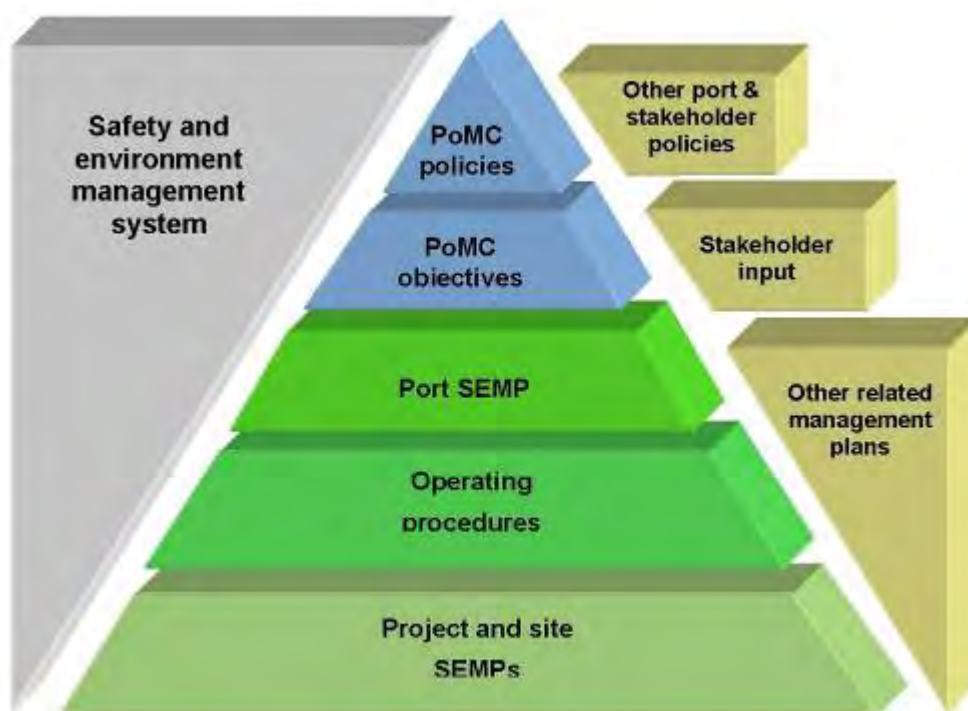 Safety and
environment
management
system
PoMC
policies
Other port &
stakeholder
policies
PoMC
objectives
Stakeholder
input
Port SEMP
Other related
management
plans
Operating
procedures
Project and site
SEMPs